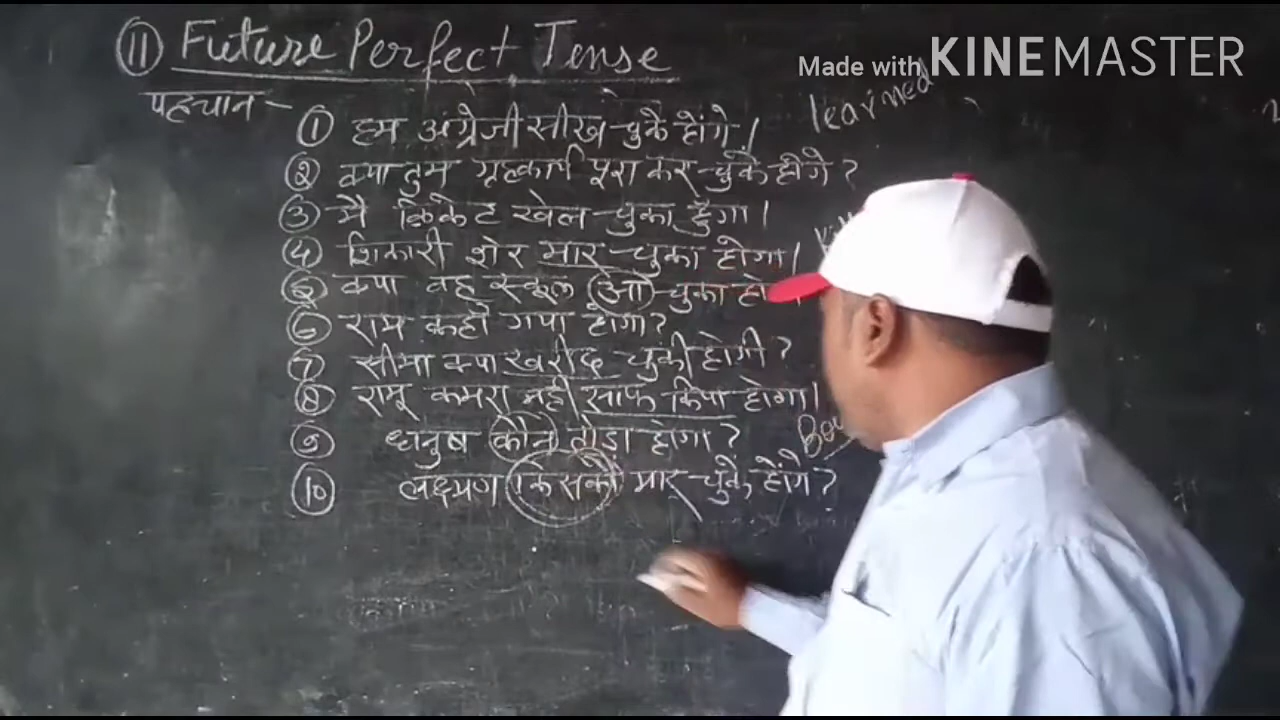 ⑪ Future Perfect Tense
Made with KINEMASTER
पहचान –
learned
① हम अंग्रेजी सीख चुके होंगे।
② क्या तुम गृहकार्य पूरा कर चुके होगे?
③ मै क्रिकेट खेल चुका हुँगा।
④ शिकारी शेर मार चुका होगा।
⑤ क्या वह स्कूल आ चुका हो
⑥ राम कहाँ गया होगा?
⑦ सीमा क्या खरीद चुकी होगी?
⑧ रामू कमरा नही साफ किया होगा।
⑨ धनुष कौन तोडा होगा?
⑩ लक्ष्मण किसको मार चुके होंगे?